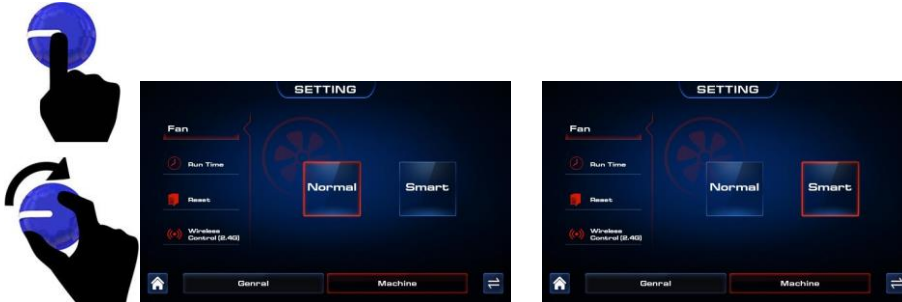 SETTING
Fan
Run Time
Reset
Wireless
Control (2.4G)
Normal
Smart
Genral
Machine
SETTING
Fan
Run Time
Reset
Wireless
Control (2.4G)
Normal
Smart
Genral
Machine